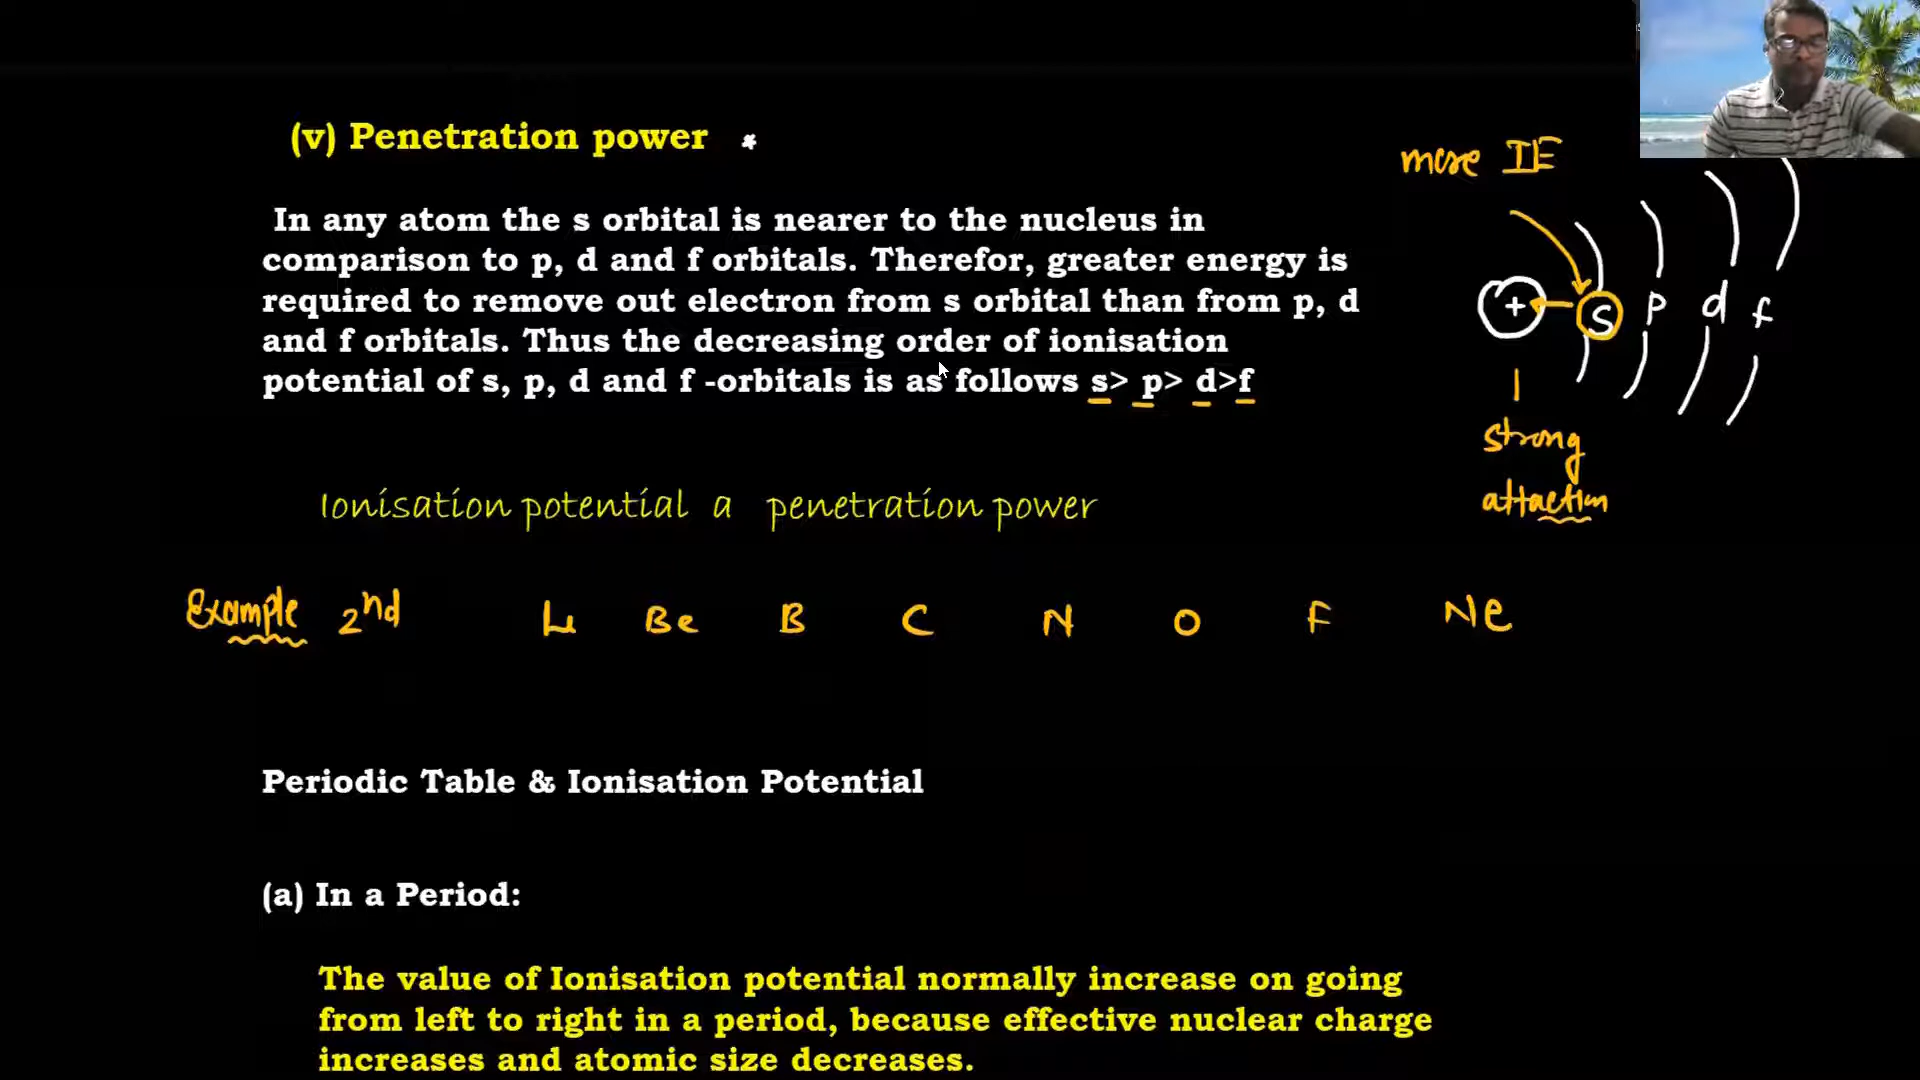 (v) Penetration power *
more IE
In any atom the s orbital is nearer to the nucleus in
comparison to p, d and f orbitals. Therefor, greater energy is
required to remove out electron from s orbital than from p, d
and f orbitals. Thus the decreasing order of ionisation
potential of s, p, d and f -orbitals is as follows s> p> d>f
+ S p d f
strong
attaction
Ionisation potential a penetration power
Example 2nd Li Be B C N O F Ne
Periodic Table & Ionisation Potential
(a) In a Period:
The value of Ionisation potential normally increase on going
from left to right in a period, because effective nuclear charge
increases and atomic size decreases.